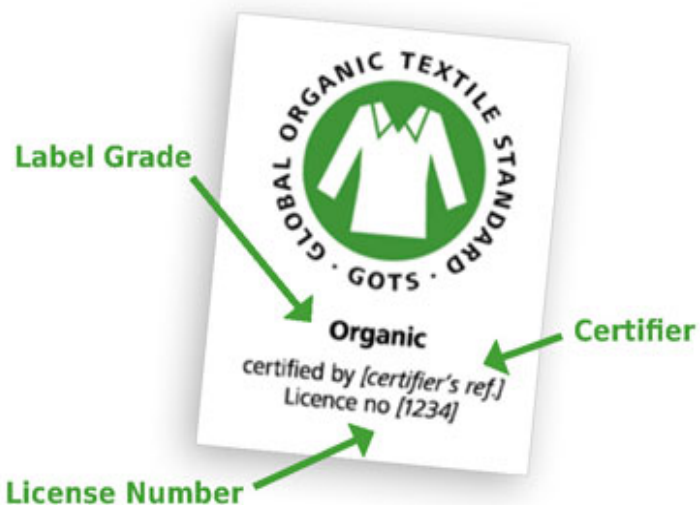 GLOBAL ORGANIC TEXTILE STANDARD
· GOTS ·
Label Grade
Organic
Certifier
certified by [certifier's ref.]
Licence no [1234]
License Number